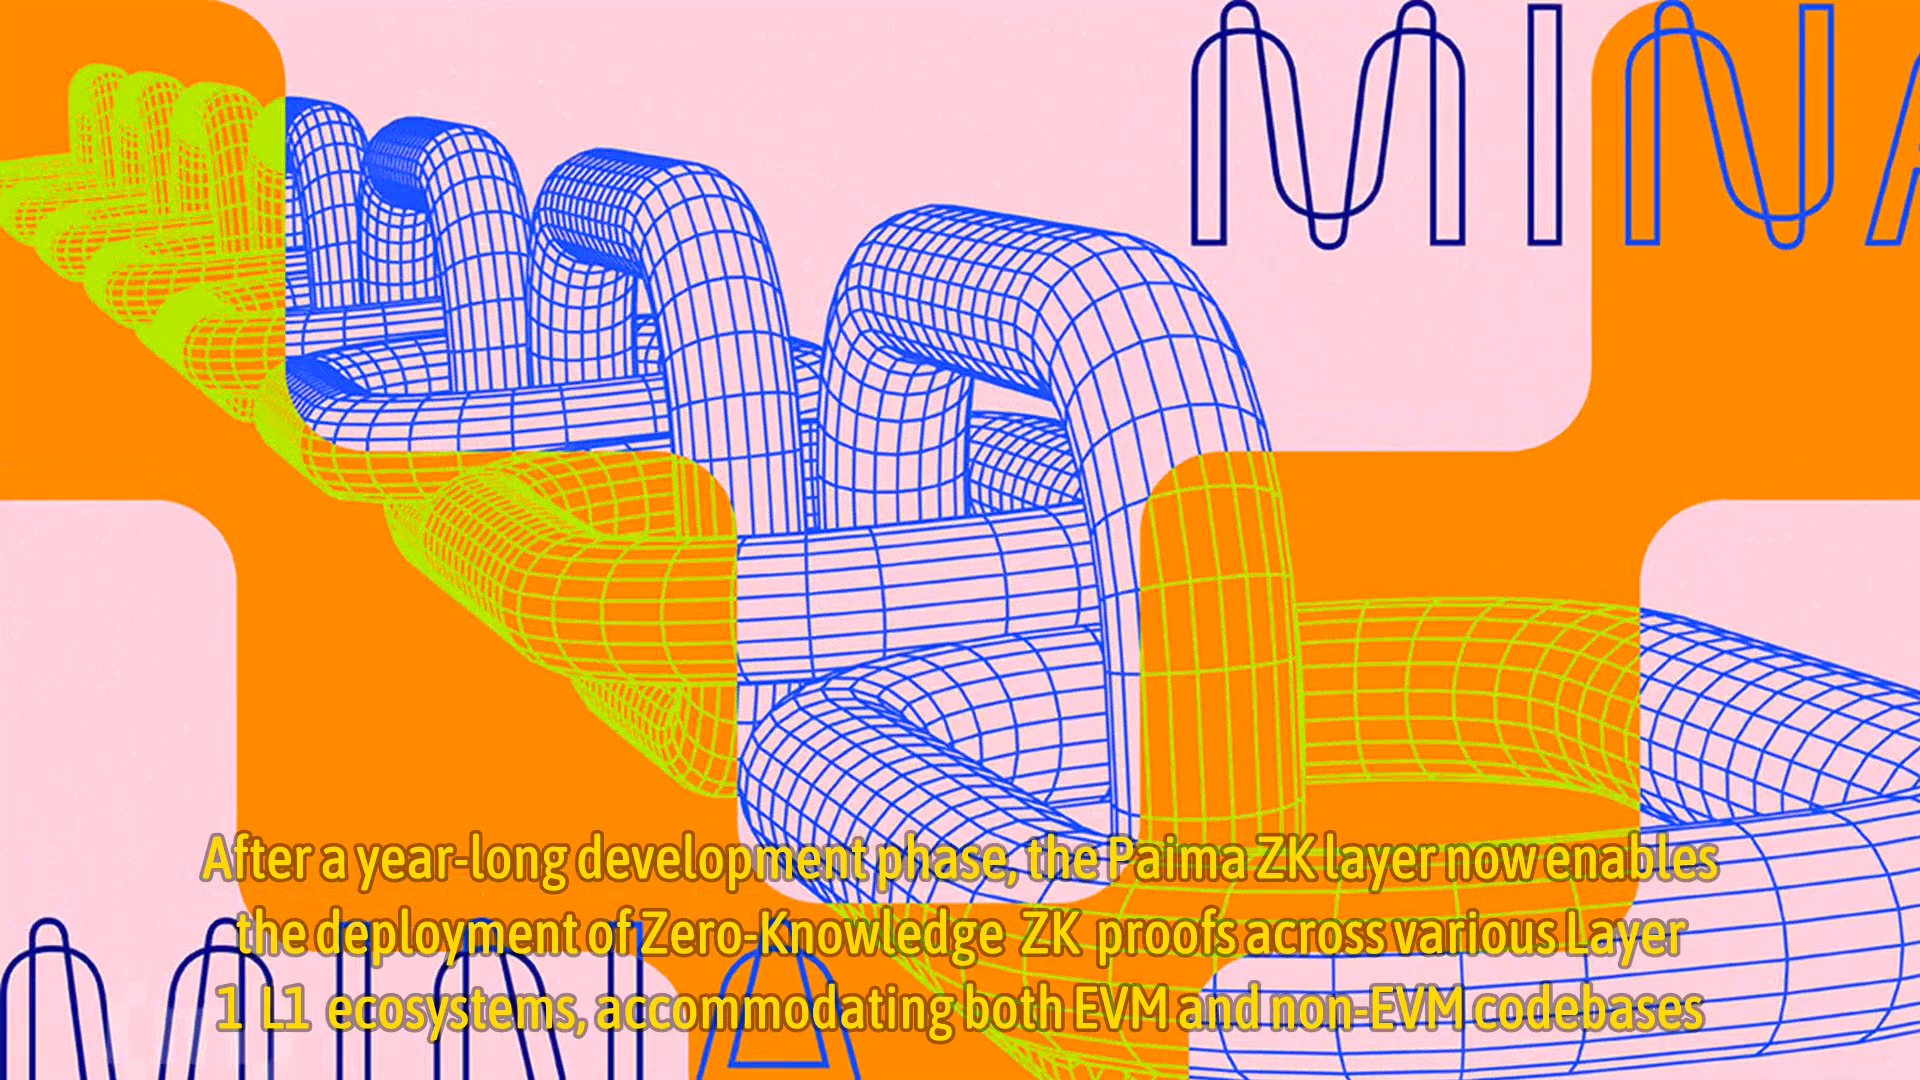 MINA
After a year-long development phase, the Paima ZK layer now enables
the deployment of Zero-Knowledge ZK proofs across various Layer
1 L1 ecosystems, accommodating both EVM and non-EVM codebases
MINA